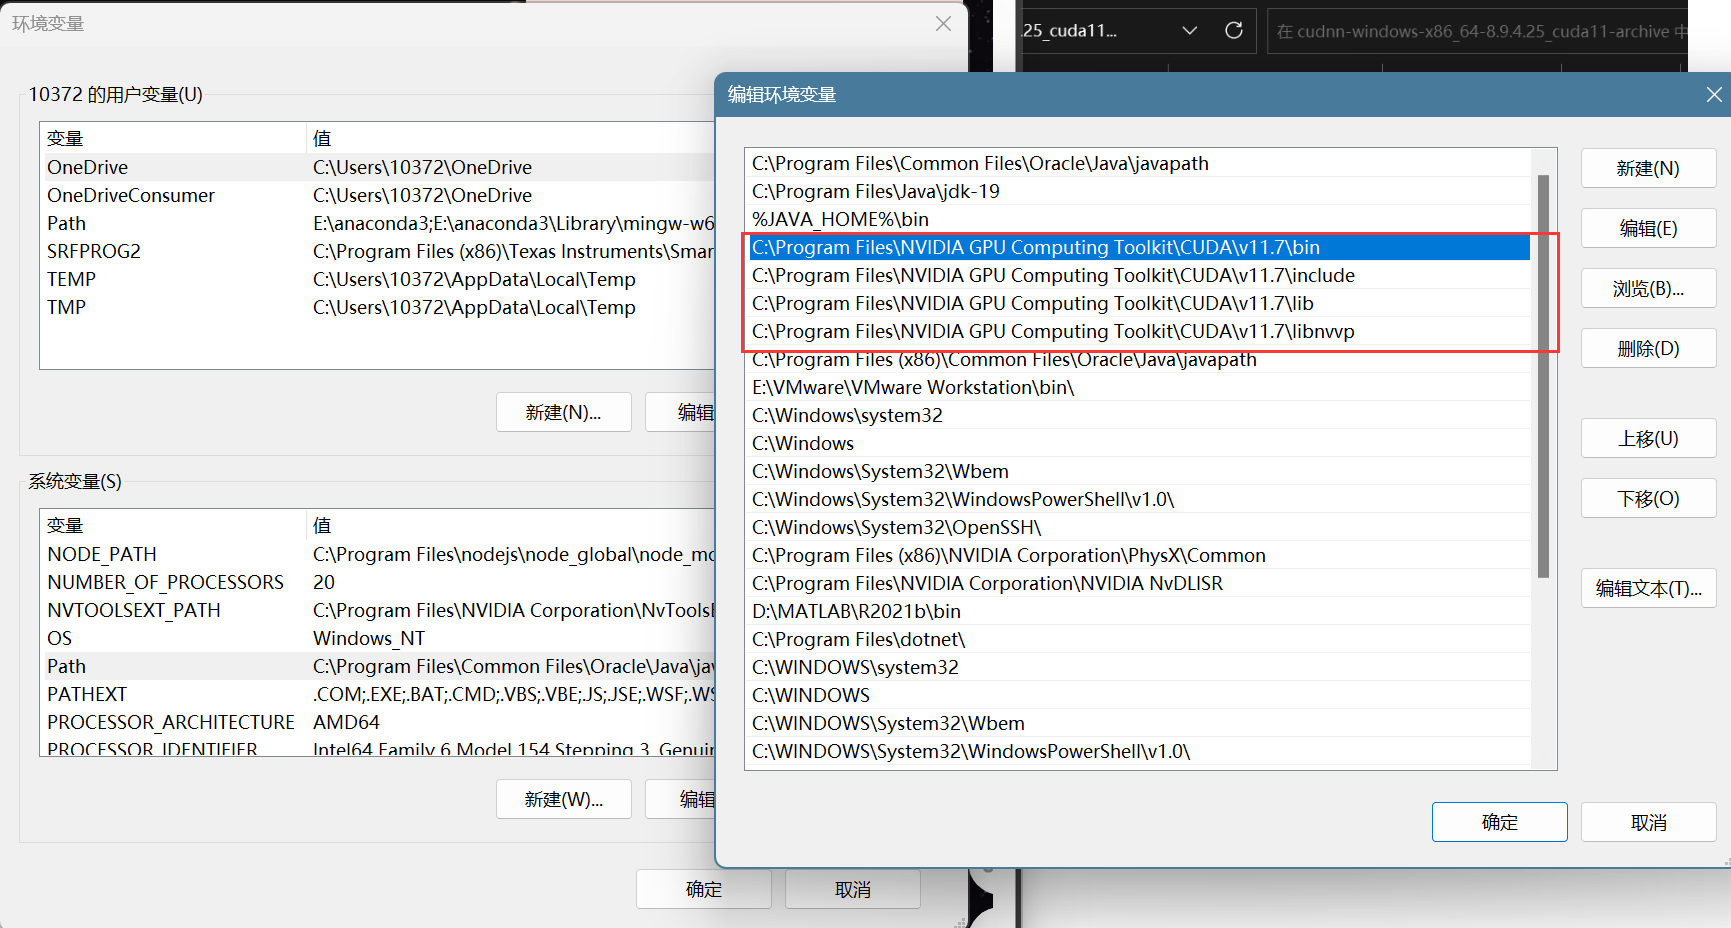 环境变量
10372 的用户变量(U)
变量 值
OneDrive C:\Users\10372\OneDrive
OneDriveConsumer C:\Users\10372\OneDrive
Path E:\anaconda3;E:\anaconda3\Library\mingw-w6
SRFPROG2 C:\Program Files (x86)\Texas Instruments\Smar
TEMP C:\Users\10372\AppData\Local\Temp
TMP C:\Users\10372\AppData\Local\Temp
新建(N)... 编辑
系统变量(S)
变量 值
NODE_PATH C:\Program Files\nodejs\node_global\node_mo
NUMBER_OF_PROCESSORS 20
NVTOOLSEXT_PATH C:\Program Files\NVIDIA Corporation\NvToolsE
OS Windows_NT
Path C:\Program Files\Common Files\Oracle\Java\jav
PATHEXT .COM;.EXE;.BAT;.CMD;.VBS;.VBE;.JS;.JSE;.WSF;.WS
PROCESSOR_ARCHITECTURE AMD64
PROCESSOR_IDENTIFIER Intel64 Family 6 Model 154 Stepping 3, Genuin
新建(W)... 编辑
确定 取消
.25_cuda11...
在 cudnn-windows-x86_64-8.9.4.25_cuda11-archive 中
编辑环境变量
C:\Program Files\Common Files\Oracle\Java\javapath
C:\Program Files\Java\jdk-19
%JAVA_HOME%\bin
C:\Program Files\NVIDIA GPU Computing Toolkit\CUDA\v11.7\bin
C:\Program Files\NVIDIA GPU Computing Toolkit\CUDA\v11.7\include
C:\Program Files\NVIDIA GPU Computing Toolkit\CUDA\v11.7\lib
C:\Program Files\NVIDIA GPU Computing Toolkit\CUDA\v11.7\libnvvp
C:\Program Files (x86)\Common Files\Oracle\Java\javapath
E:\VMware\VMware Workstation\bin\
C:\Windows\system32
C:\Windows
C:\Windows\System32\Wbem
C:\Windows\System32\WindowsPowerShell\v1.0\
C:\Windows\System32\OpenSSH\
C:\Program Files (x86)\NVIDIA Corporation\PhysX\Common
C:\Program Files\NVIDIA Corporation\NVIDIA NvDLISR
D:\MATLAB\R2021b\bin
C:\Program Files\dotnet\
C:\WINDOWS\system32
C:\WINDOWS
C:\WINDOWS\System32\Wbem
C:\WINDOWS\System32\WindowsPowerShell\v1.0\
新建(N)
编辑(E)
浏览(B)...
删除(D)
上移(U)
下移(O)
编辑文本(T)...
确定 取消